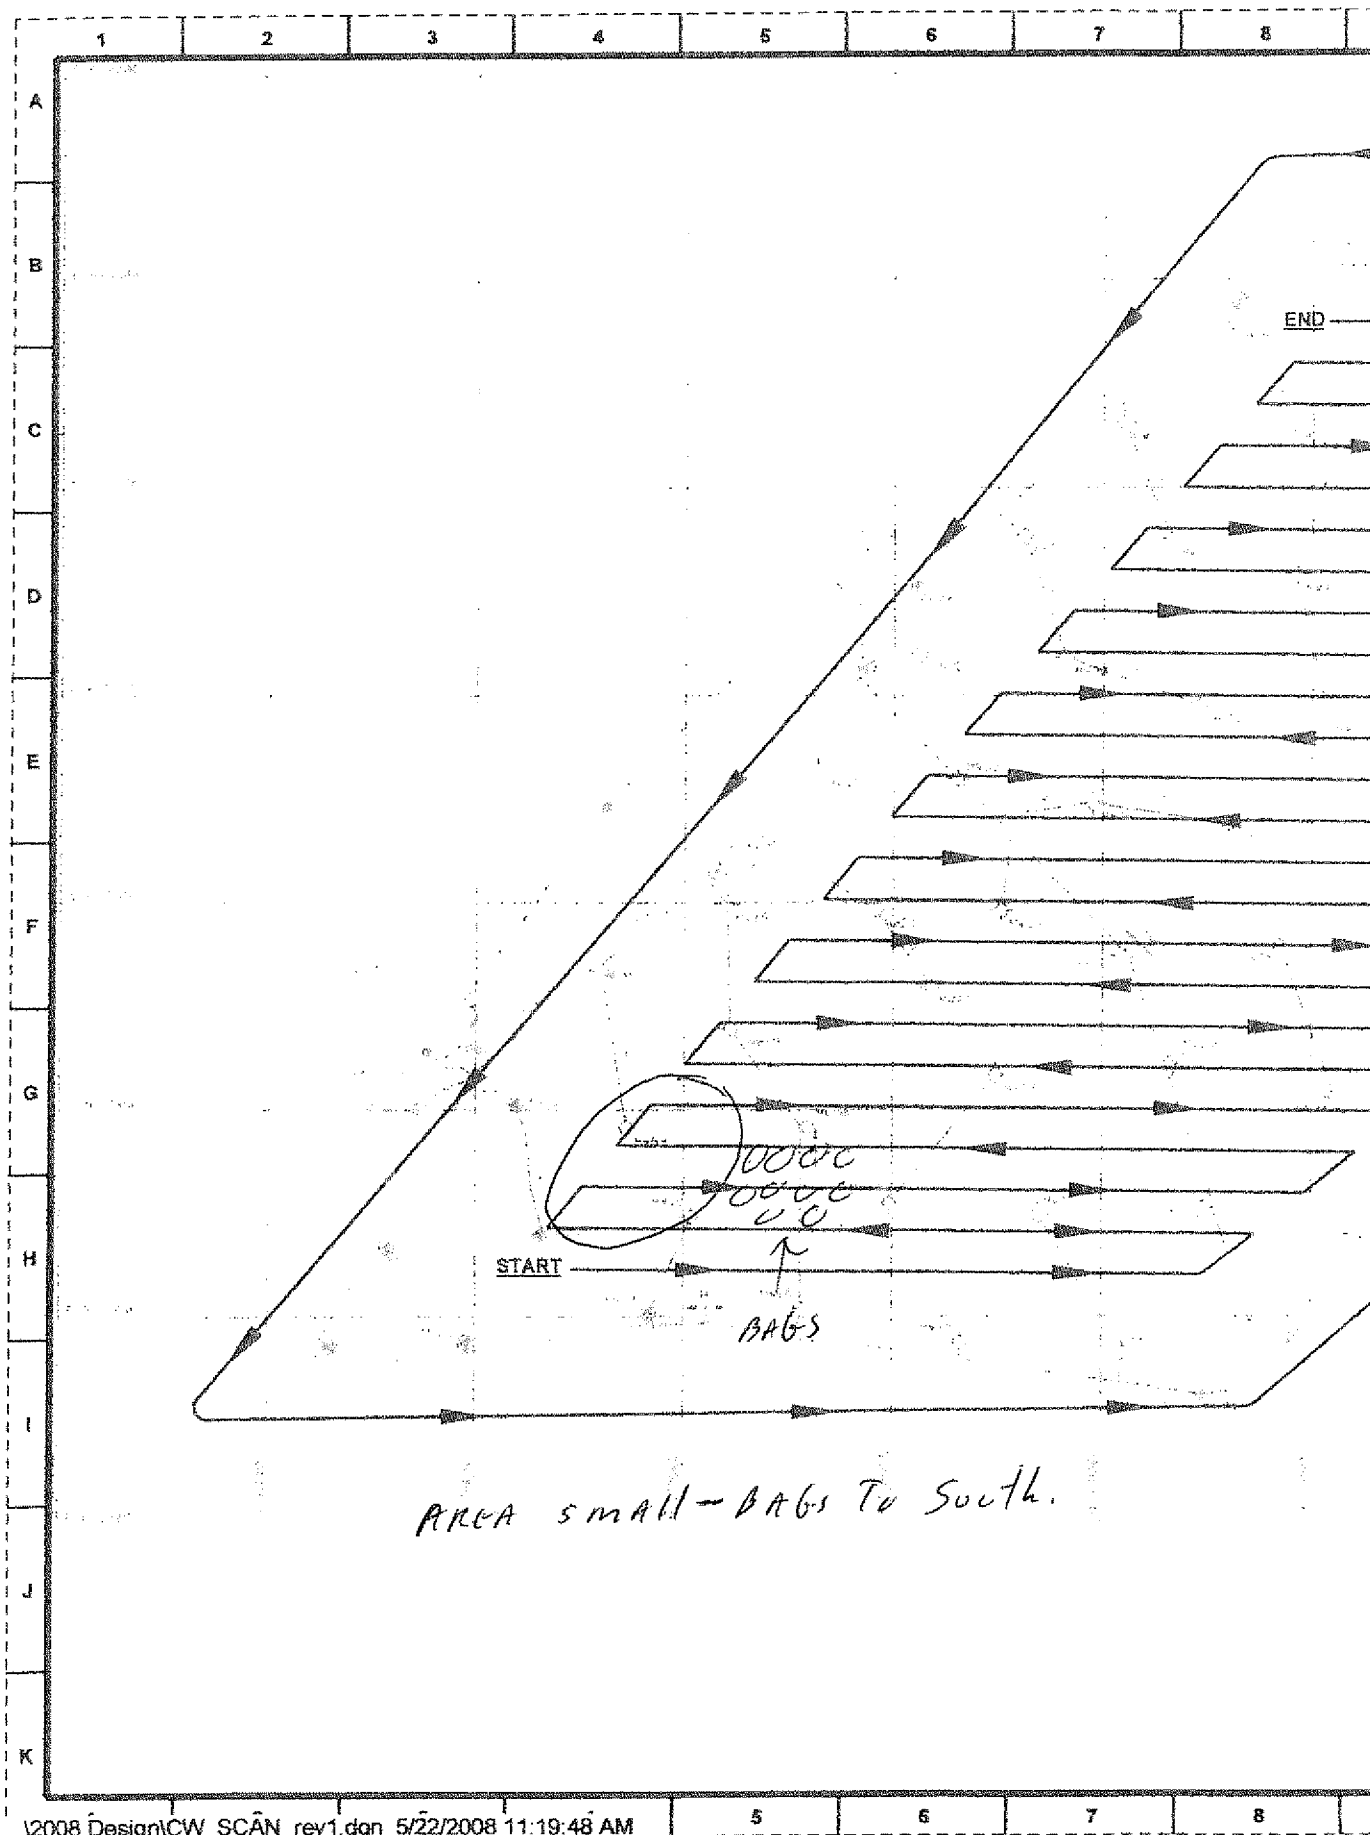 1 2 3 4 5 6 7 8
A
B
END
C
D
E
F
G
H
START
BAGS
I
AREA small - BAGS To South.
J
K
5 6 7 8
\2008 Design\CW_SCAN_rev1.dgn 5/22/2008 11:19:48 AM